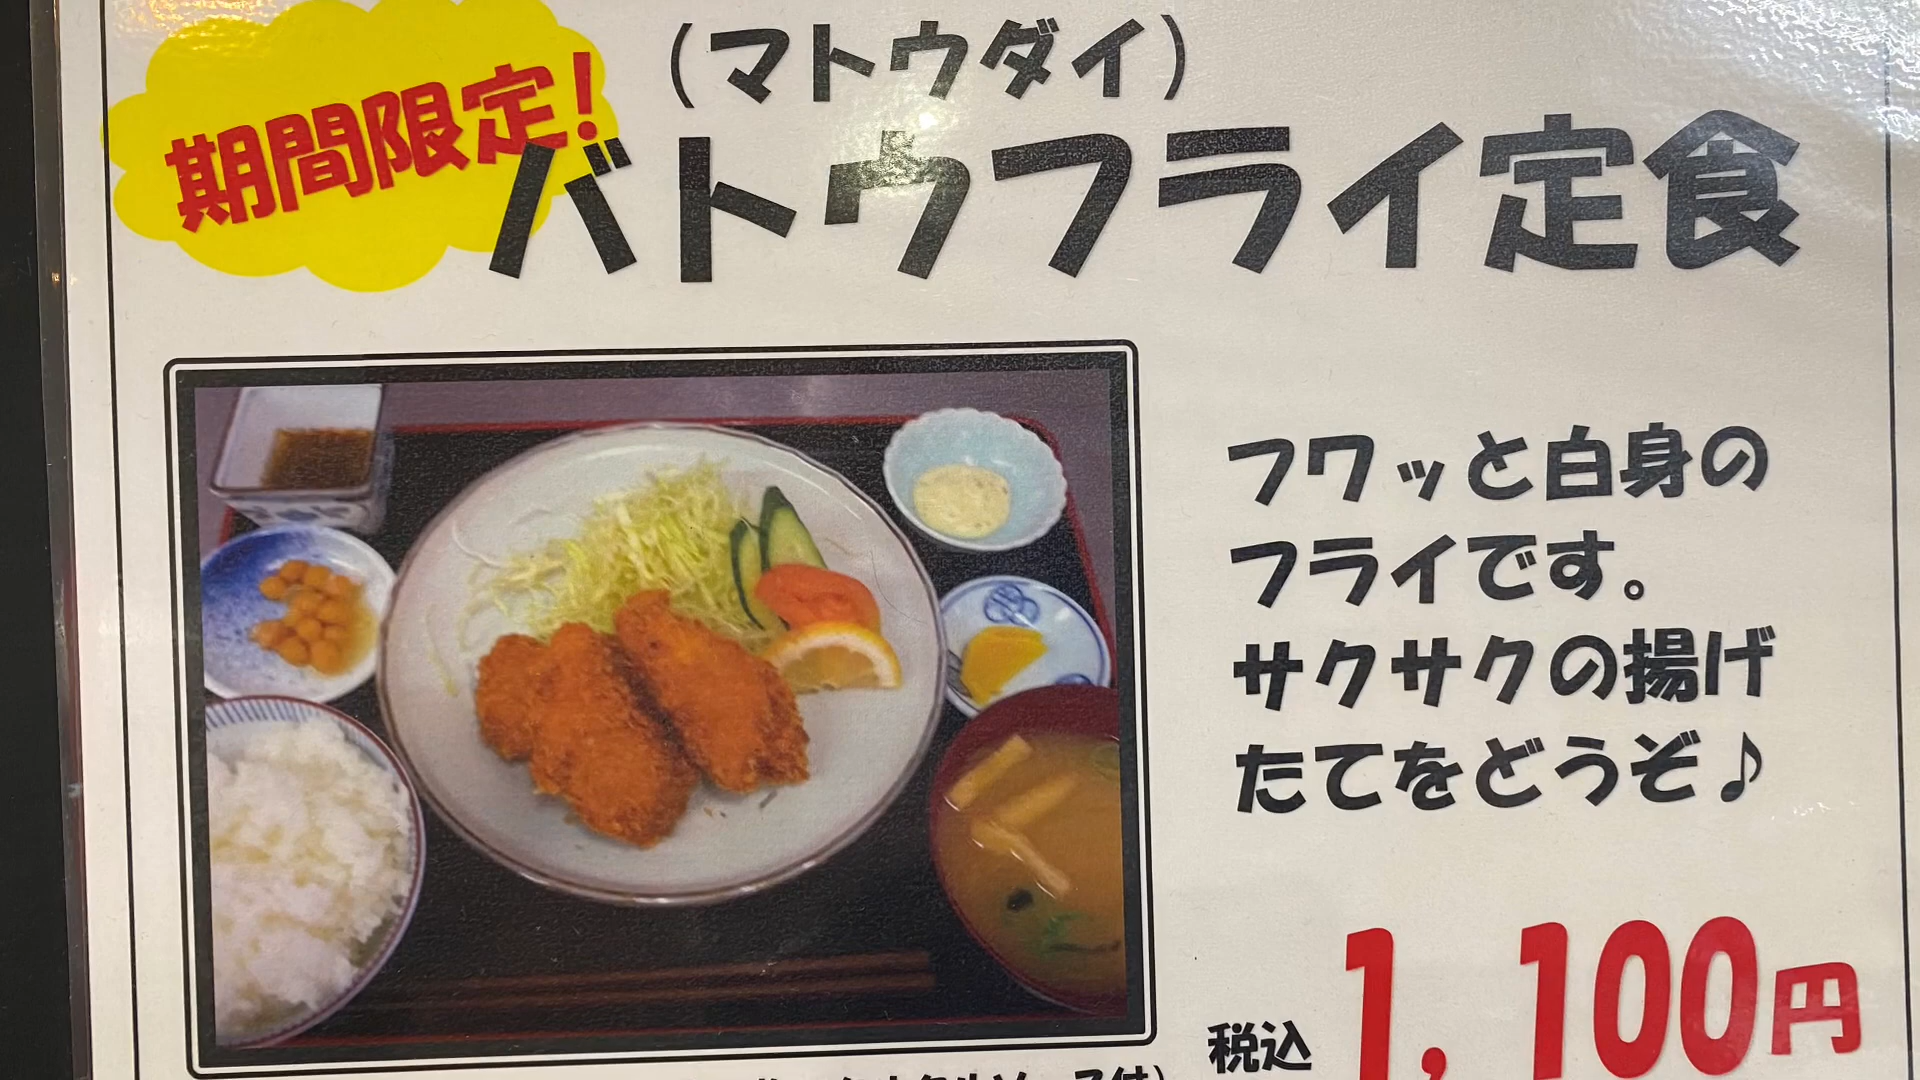 期間限定!
(マトウダイ)
バトウフライ定食
フワッと白身の
フライです。
サクサクの揚げ
たてをどうぞ♪
税込 1,100円